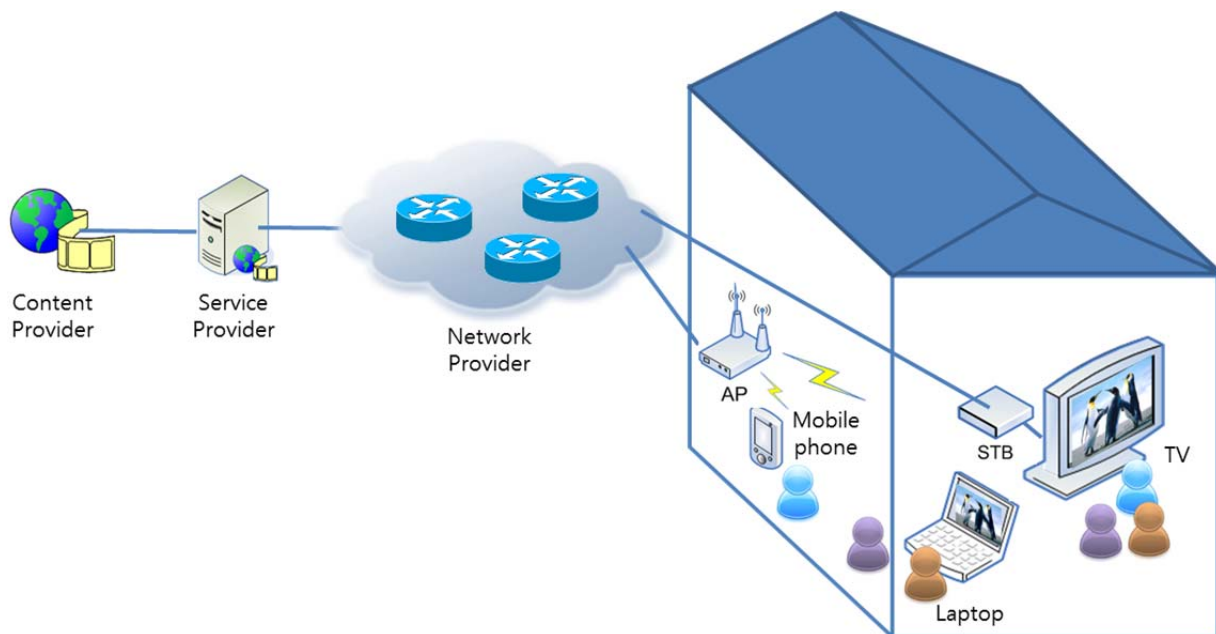 Content
Provider
Service
Provider
Network
Provider
AP
Mobile
phone
STB
TV
Laptop